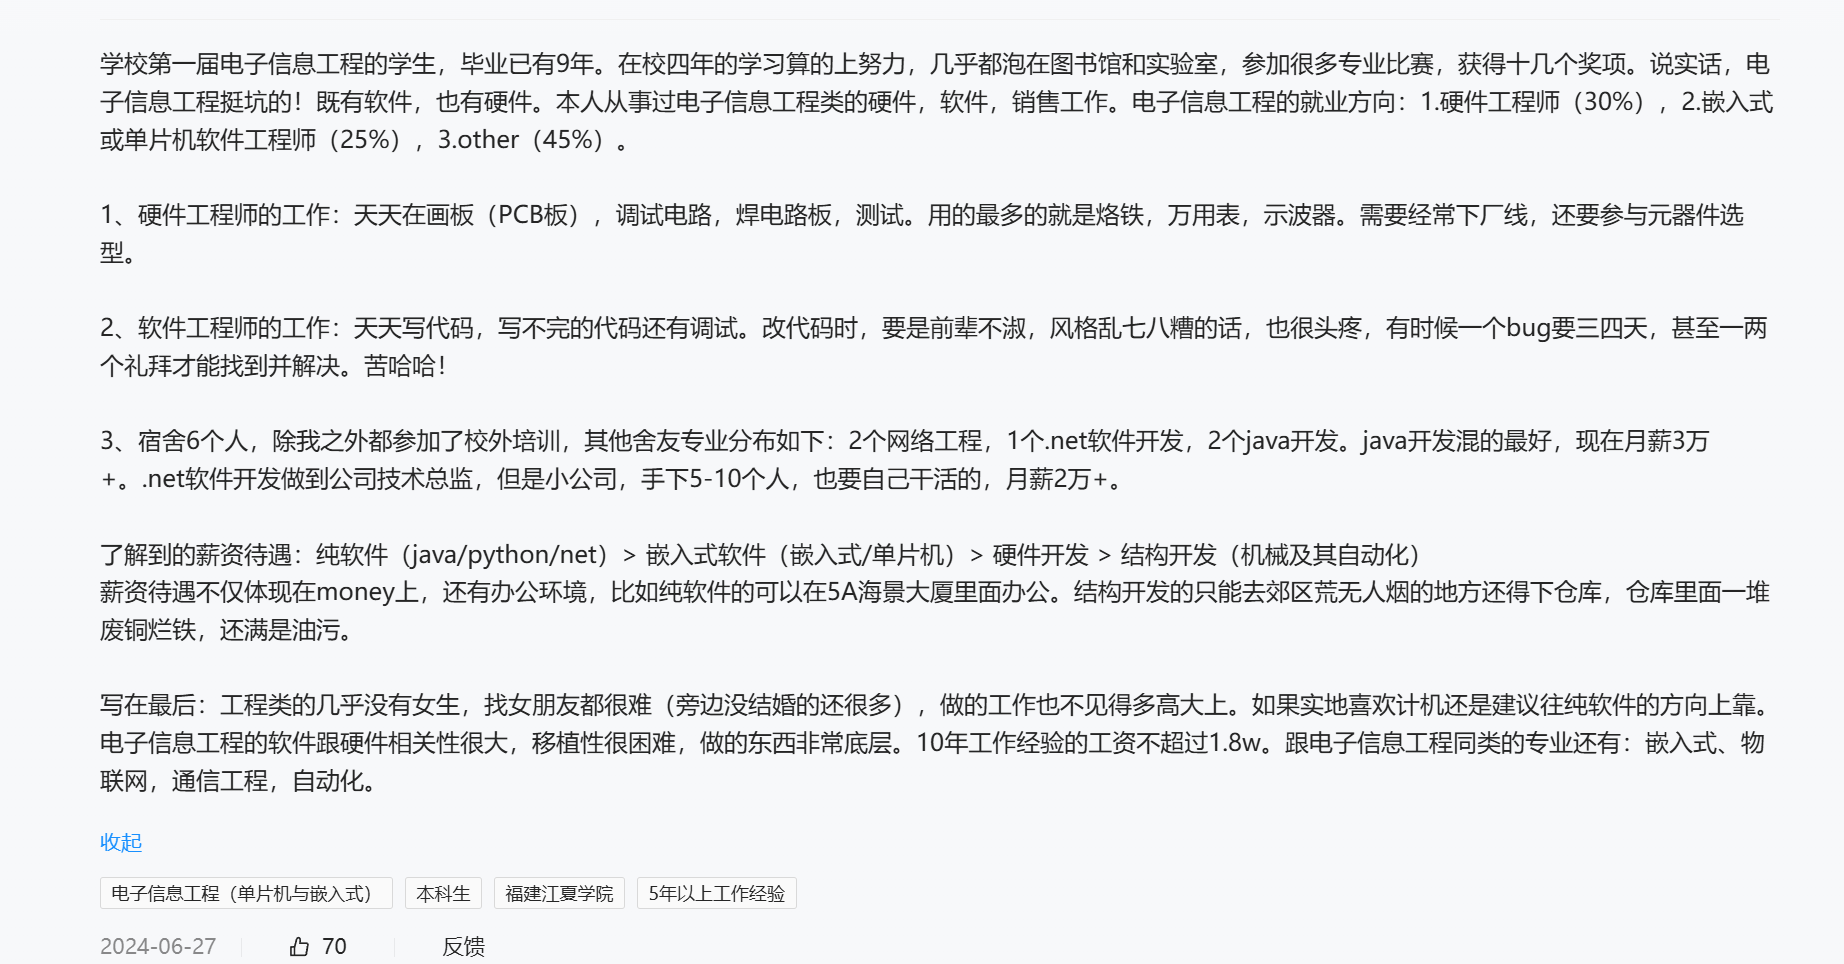 学校第一届电子信息工程的学生，毕业已有9年。在校四年的学习算的上努力，几乎都泡在图书馆和实验室，参加很多专业比赛，获得十几个奖项。说实话，电
子信息工程挺坑的！既有软件，也有硬件。本人从事过电子信息工程类的硬件，软件，销售工作。电子信息工程的就业方向：1.硬件工程师（30%），2.嵌入式
或单片机软件工程师（25%），3.other（45%）。
1、硬件工程师的工作：天天在画板（PCB板），调试电路，焊电路板，测试。用的最多的就是烙铁，万用表，示波器。需要经常下厂线，还要参与元器件选
型。
2、软件工程师的工作：天天写代码，写不完的代码还有调试。改代码时，要是前辈不淑，风格乱七八糟的话，也很头疼，有时候一个bug要三四天，甚至一两
个礼拜才能找到并解决。苦哈哈！
3、宿舍6个人，除我之外都参加了校外培训，其他舍友专业分布如下：2个网络工程，1个.net软件开发，2个java开发。java开发混的最好，现在月薪3万
+。.net软件开发做到公司技术总监，但是小公司，手下5-10个人，也要自己干活的，月薪2万+。
了解到的薪资待遇：纯软件（java/python/net）> 嵌入式软件（嵌入式/单片机）> 硬件开发 > 结构开发（机械及其自动化）
薪资待遇不仅体现在money上，还有办公环境，比如纯软件的可以在5A海景大厦里面办公。结构开发的只能去郊区荒无人烟的地方还得下仓库，仓库里面一堆
废铜烂铁，还满是油污。
写在最后：工程类的几乎没有女生，找女朋友都很难（旁边没结婚的还很多），做的工作也不见得多高大上。如果实地喜欢计机还是建议往纯软件的方向上靠。
电子信息工程的软件跟硬件相关性很大，移植性很困难，做的东西非常底层。10年工作经验的工资不超过1.8w。跟电子信息工程同类的专业还有：嵌入式、物
联网，通信工程，自动化。
收起
电子信息工程（单片机与嵌入式） 本科生 福建江夏学院 5年以上工作经验
2024-06-27 70 反馈